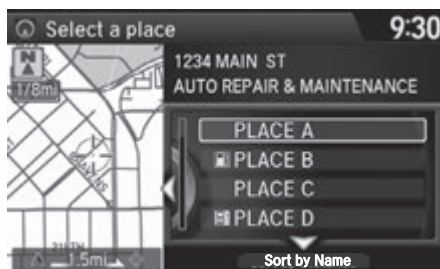 Select a place
9:30
N
1/8mi
1234 MAIN ST
AUTO REPAIR & MAINTENANCE
PLACE A
PLACE B
PLACE C
PLACE D
1.5mi
Sort by Name